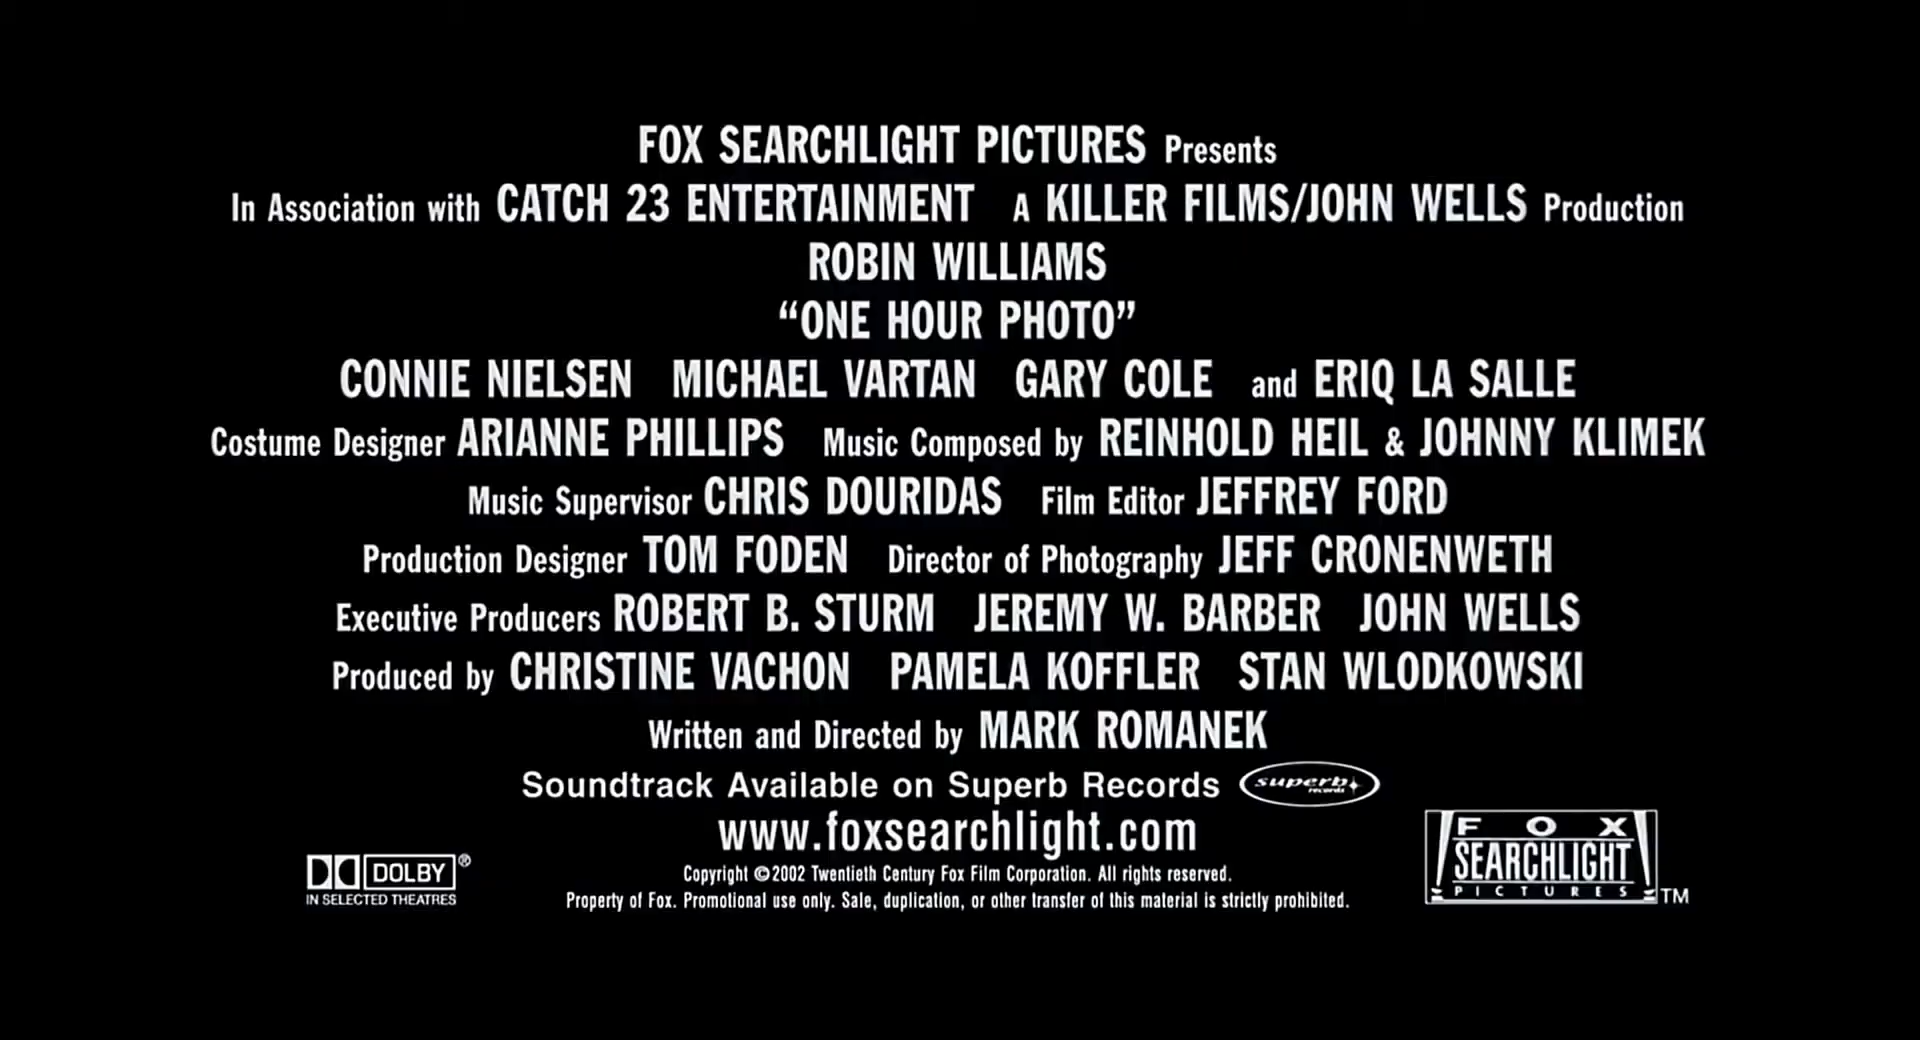 FOX SEARCHLIGHT PICTURES Presents
In Association with CATCH 23 ENTERTAINMENT A KILLER FILMS/JOHN WELLS Production
ROBIN WILLIAMS
“ONE HOUR PHOTO”
CONNIE NIELSEN MICHAEL VARTAN GARY COLE and ERIQ LA SALLE
Costume Designer ARIANNE PHILLIPS Music Composed by REINHOLD HEIL & JOHNNY KLIMEK
Music Supervisor CHRIS DOURIDAS Film Editor JEFFREY FORD
Production Designer TOM FODEN Director of Photography JEFF CRONENWETH
Executive Producers ROBERT B. STURM JEREMY W. BARBER JOHN WELLS
Produced by CHRISTINE VACHON PAMELA KOFFLER STAN WLODKOWSKI
Written and Directed by MARK ROMANEK
Soundtrack Available on Superb Records superb records
www.foxsearchlight.com
Copyright ©2002 Twentieth Century Fox Film Corporation. All rights reserved.
Property of Fox. Promotional use only. Sale, duplication, or other transfer of this material is strictly prohibited.
DOLBY®
IN SELECTED THEATRES
FOX
SEARCHLIGHT
PICTURES TM